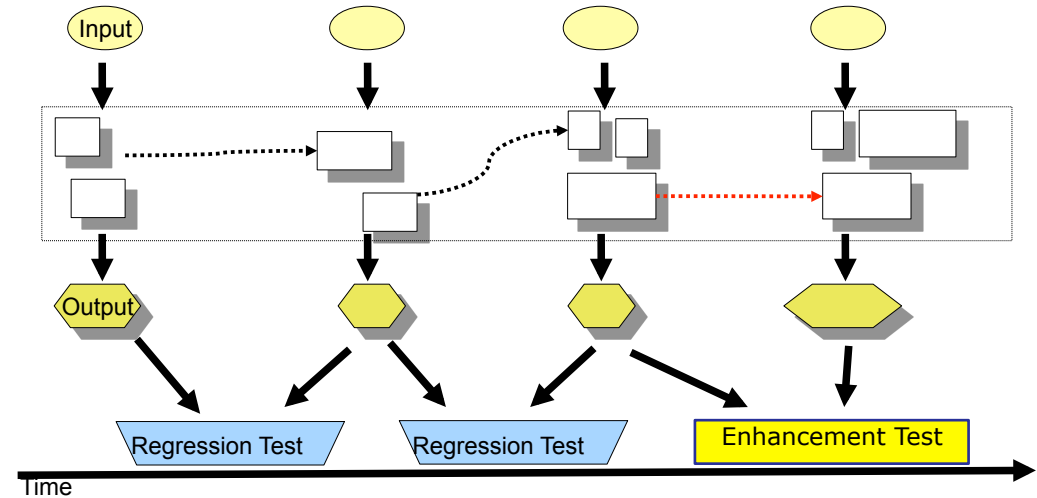 Input
Output
Regression Test
Regression Test
Enhancement Test
Time